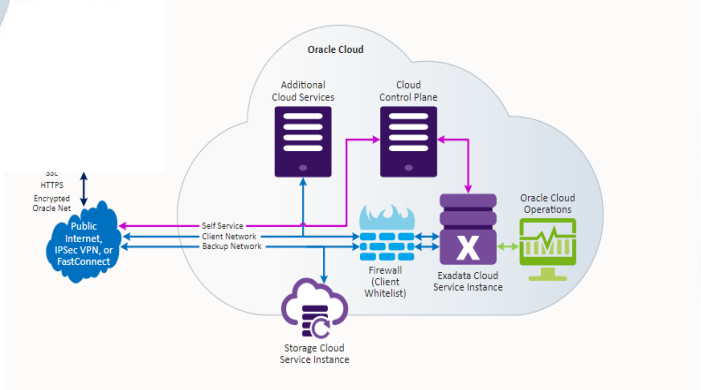 Oracle Cloud
Additional
Cloud Services
Cloud
Control Plane
HTTPS
Encrypted
Oracle Net
Public
Internet,
IPSec VPN, or
FastConnect
Self Service
Client Network
Backup Network
Firewall
(Client
Whitelist)
X
Exadata Cloud
Service Instance
Oracle Cloud
Operations
Storage Cloud
Service Instance